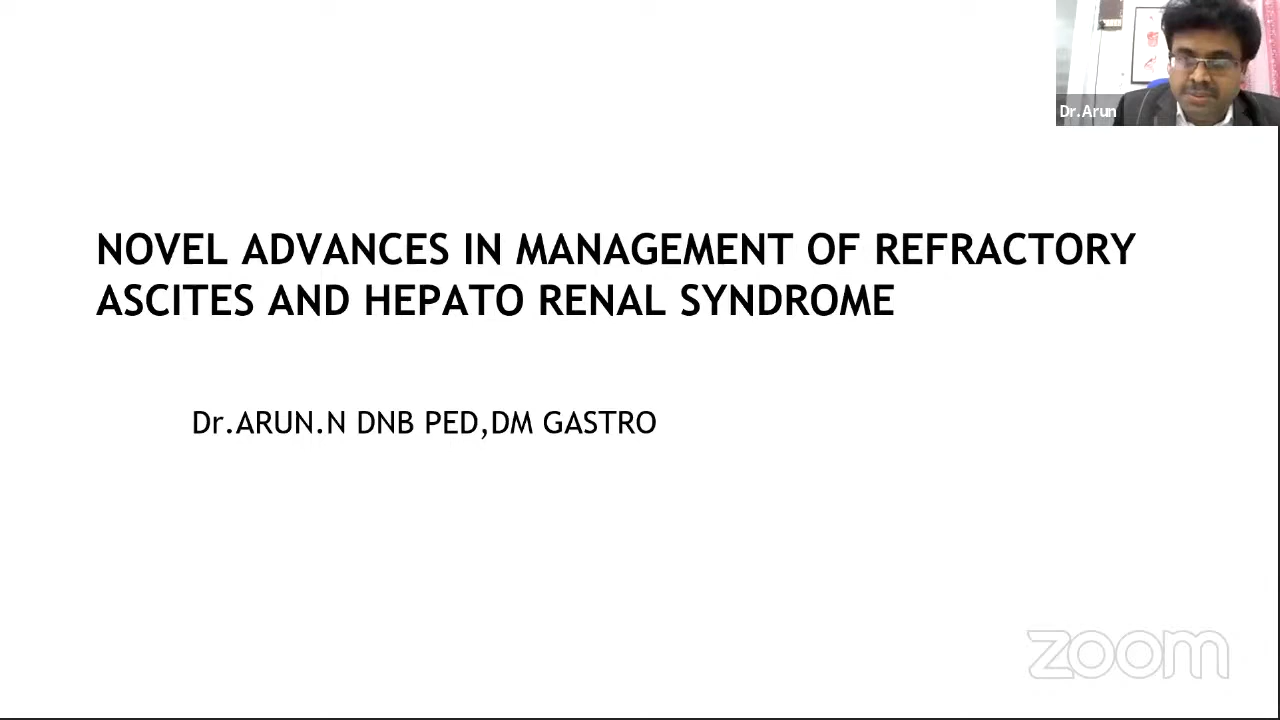 Dr.Arun
NOVEL ADVANCES IN MANAGEMENT OF REFRACTORY
ASCITES AND HEPATO RENAL SYNDROME
Dr.ARUN.N DNB PED,DM GASTRO
zoom